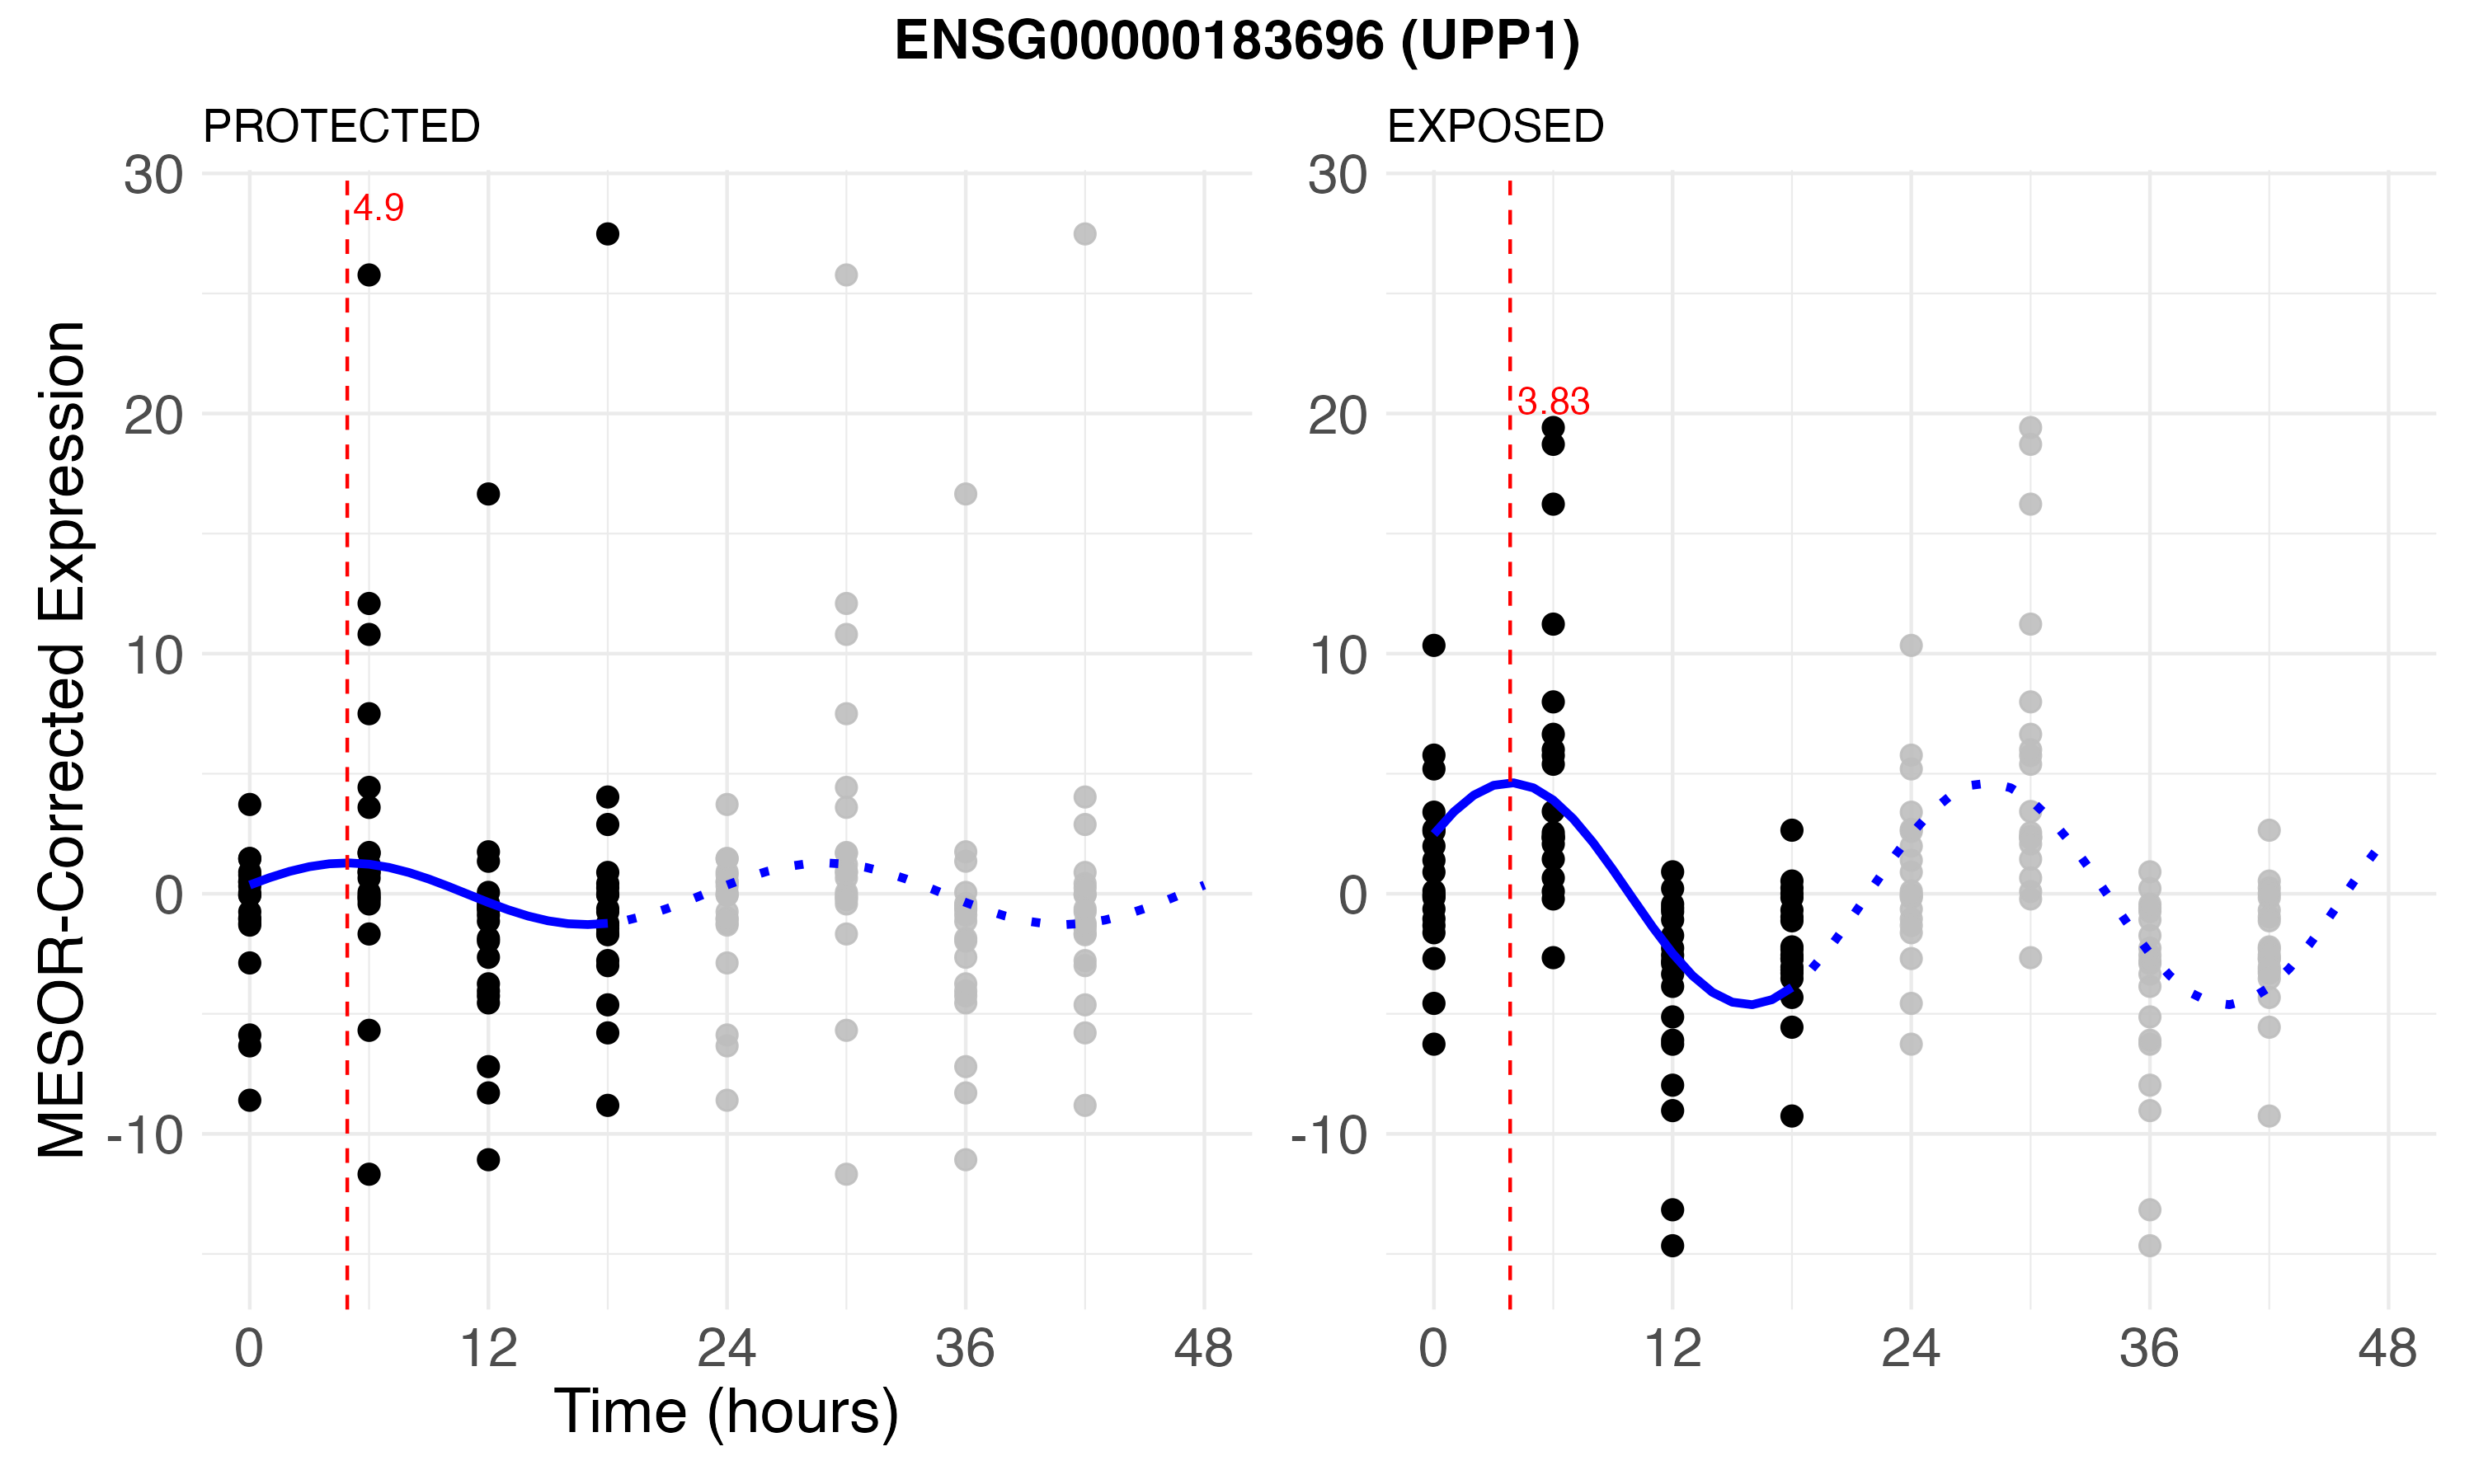 ENSG00000183696 (UPP1)
PROTECTED
EXPOSED
MESOR-Corrected Expression
30
20
10
0
-10
4.9
0 12 24 36 48
30
20
10
0
-10
3.83
0 12 24 36 48
Time (hours)